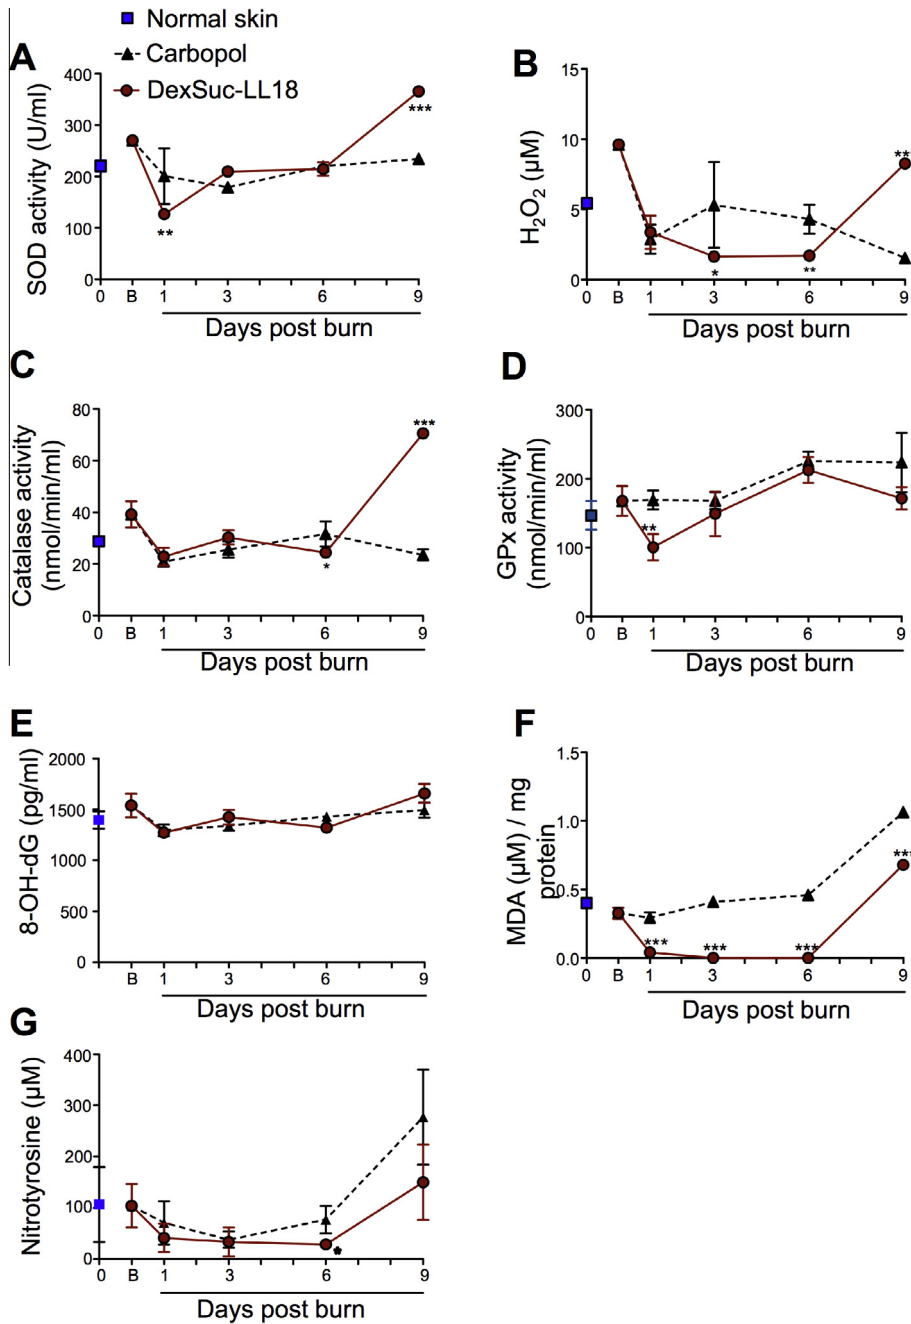 Normal skin
Carbopol
DexSuc-LL18
A
SOD activity (U/ml)
400
300
200
100
0
***
**
0 B 1 3 6 9
Days post burn
B
H2O2 (µM)
15
10
5
0
***
* **
0 B 1 3 6 9
Days post burn
C
Catalase activity
(nmol/min/ml)
80
60
40
20
0
***
*
0 B 1 3 6 9
Days post burn
D
GPx activity
(nmol/min/ml)
300
200
100
0
**
0 B 1 3 6 9
Days post burn
E
8-OH-dG (pg/ml)
2000
1500
1000
500
0
B 1 3 6 9
Days post burn
F
MDA (µM) / mg
protein
1.5
1.0
0.5
0.0
*** *** *** ***
0 B 1 3 6 9
Days post burn
G
Nitrotyrosine (µM)
400
300
200
100
0
*
0 B 1 3 6 9
Days post burn